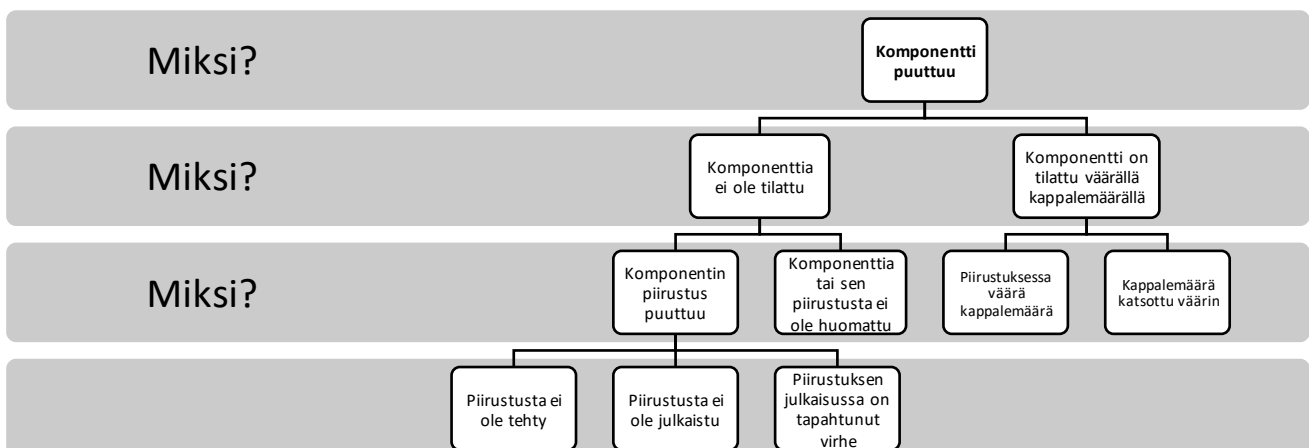 Miksi?
Komponentti
puuttuu
Miksi?
Komponenttia
ei ole tilattu
Komponentti on
tilattu väärällä
kappalemäärällä
Miksi?
Komponentin
piirustus
puuttuu
Komponenttia
tai sen
piirustusta ei
ole huomattu
Piirustuksessa
väärä
kappalemäärä
Kappalemäärä
katsottu väärin
Piirustusta ei
ole tehty
Piirustusta ei
ole julkaistu
Piirustuksen
julkaisussa on
tapahtunut
virhe